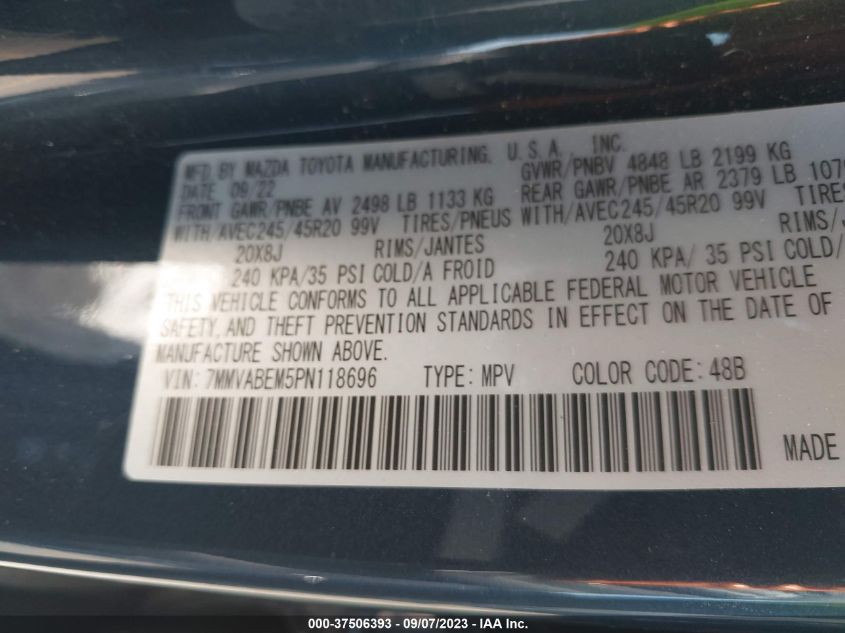 MFD BY MAZDA TOYOTA MANUFACTURING, U.S.A. INC.
DATE 09/22 GVWR/PNBV 4848 LB 2199 KG
FRONT GAWR/PNBE AV 2498 LB 1133 KG REAR GAWR/PNBE AR 2379 LB 107
WITH/AVEC245/45R20 99V TIRES/PNEUS WITH/AVEC245/45R20 99V TIRES/
20X8J RIMS/JANTES 20X8J RIMS/
240 KPA/35 PSI COLD/A FROID 240 KPA/ 35 PSI COLD/
THIS VEHICLE CONFORMS TO ALL APPLICABLE FEDERAL MOTOR VEHICLE
SAFETY, AND THEFT PREVENTION STANDARDS IN EFFECT ON THE DATE OF
MANUFACTURE SHOWN ABOVE.
VIN: 7MMVABEM5PN118696 TYPE: MPV COLOR CODE: 48B
MADE
000-37506393 - 09/07/2023 - IAA Inc.